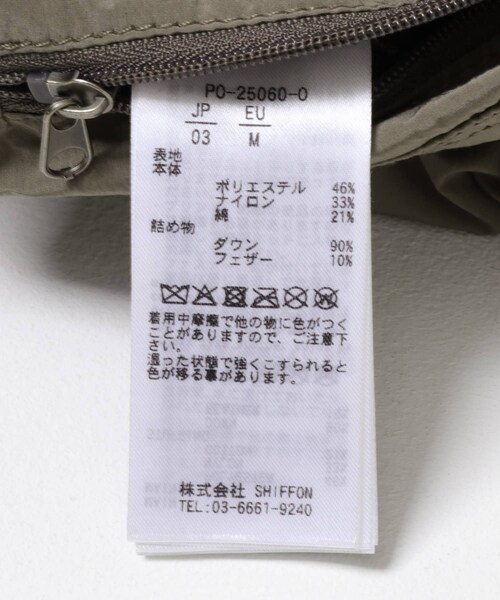 PO-25060-O
JP EU
03 M
表地
本体
ポリエステル 46%
ナイロン 33%
綿 21%
詰め物
ダウン 90%
フェザー 10%
着用中摩擦で他の物に色がつく
ことがありますので、ご注意下
さい。
湿った状態で強くこすられると
色が移る事があります。
株式会社 SHIFFON
TEL:03-6661-9240